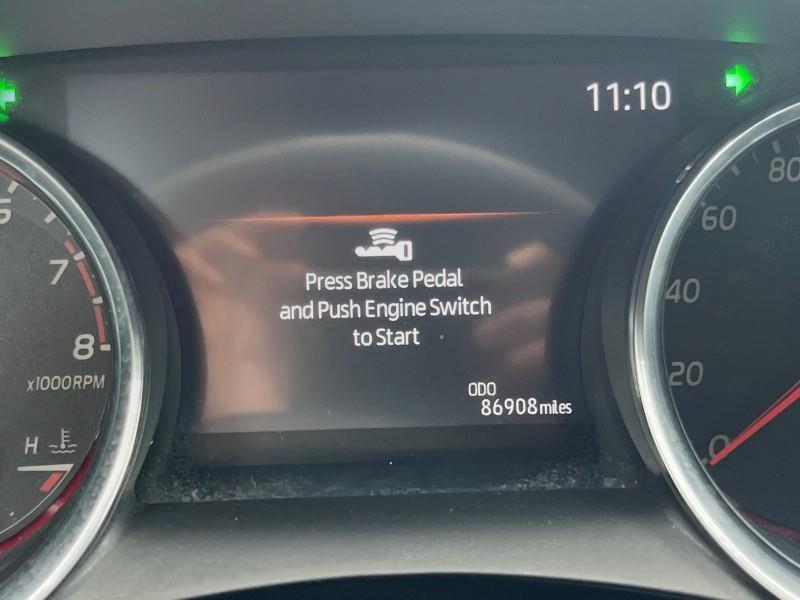 11:10
Press Brake Pedal
and Push Engine Switch
to Start
ODO
86908 miles
7
8
x1000RPM
H
80
60
40
20
0